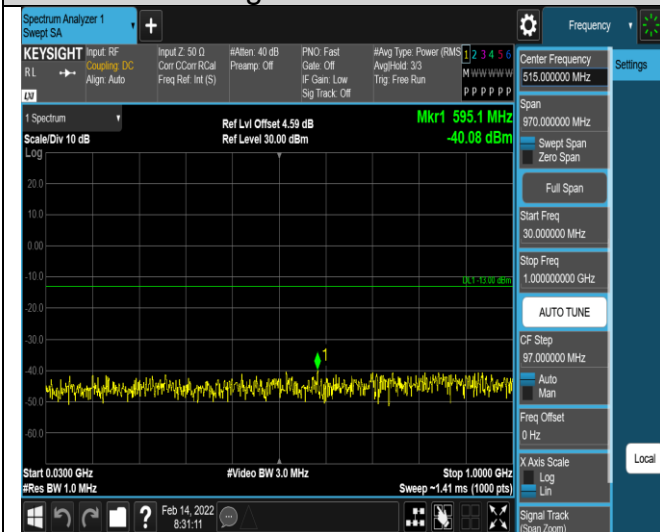 Spectrum Analyzer 1
Swept SA
Frequency
KEYSIGHT
RL
Input: RF
Coupling: DC
Align: Auto
Input Z: 50 Ω
Corr CCorr RCal
Freq Ref: Int (S)
#Atten: 40 dB
Preamp: Off
PNO: Fast
Gate: Off
IF Gain: Low
Sig Track: Off
#Avg Type: Power (RMS
Avg|Hold: 3/3
Trig: Free Run
1 2 3 4 5 6
M W W W W W
P P P P P P
1 Spectrum
Scale/Div 10 dB
Log
Ref Lvl Offset 4.59 dB
Ref Level 30.00 dBm
Mkr1 595.1 MHz
-40.08 dBm
20.0
10.0
0.00
-10.0
-20.0
-30.0
-40.0
-50.0
-60.0
DL1 -13.00 dBm
1
Start 0.0300 GHz
#Res BW 1.0 MHz
#Video BW 3.0 MHz
Stop 1.0000 GHz
Sweep ~1.41 ms (1000 pts)
Feb 14, 2022
8:31:11
Center Frequency
515.000000 MHz
Settings
Span
970.000000 MHz
Swept Span
Zero Span
Full Span
Start Freq
30.000000 MHz
Stop Freq
1.000000000 GHz
AUTO TUNE
CF Step
97.000000 MHz
Auto
Man
Freq Offset
0 Hz
X Axis Scale
Log
Lin
Local
Signal Track
(Span Zoom)